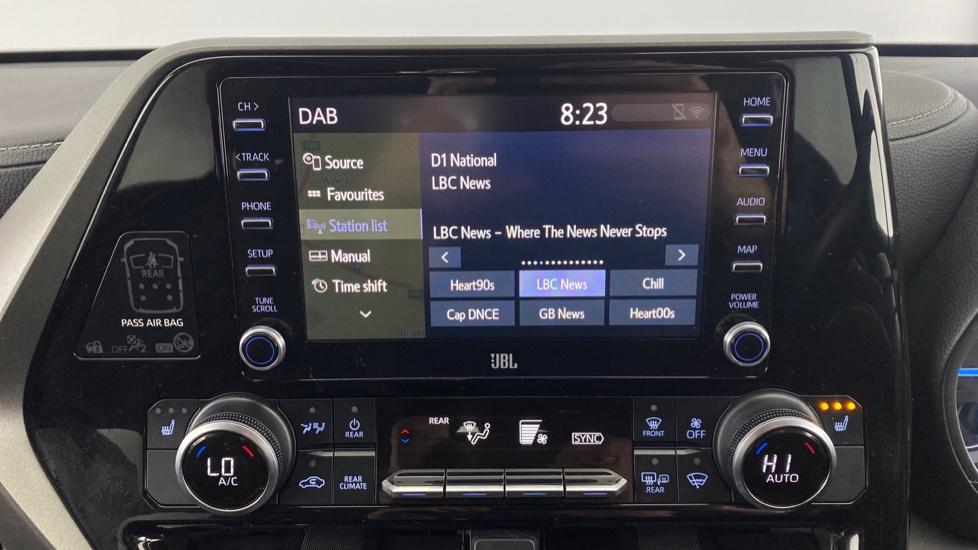 CH >
DAB
8:23
HOME
< TRACK
Source
D1 National
MENU
LBC News
Favourites
PHONE
AUDIO
Station list
LBC News – Where The News Never Stops
SETUP
Manual
MAP
Heart90s
LBC News
Chill
Time shift
TUNE
SCROLL
POWER
VOLUME
Cap DNCE
GB News
Heart00s
JBL
REAR
PASS AIR BAG
OFF
2
ON
LO
A/C
REAR
REAR
CLIMATE
REAR
SYNC
FRONT
OFF
REAR
HI
AUTO